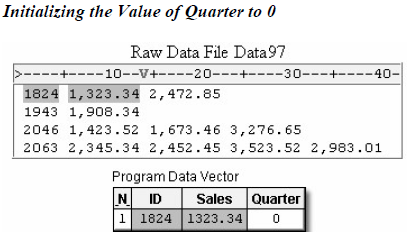 Initializing the Value of Quarter to 0
Raw Data File Data97
>----+----10--V+----20---+----30---+----40-
1824 1,323.34 2,472.85
1943 1,908.34
2046 1,423.52 1,673.46 3,276.65
2063 2,345.34 2,452.45 3,523.52 2,983.01
Program Data Vector
_N_ ID Sales Quarter
1 1824 1323.34 0